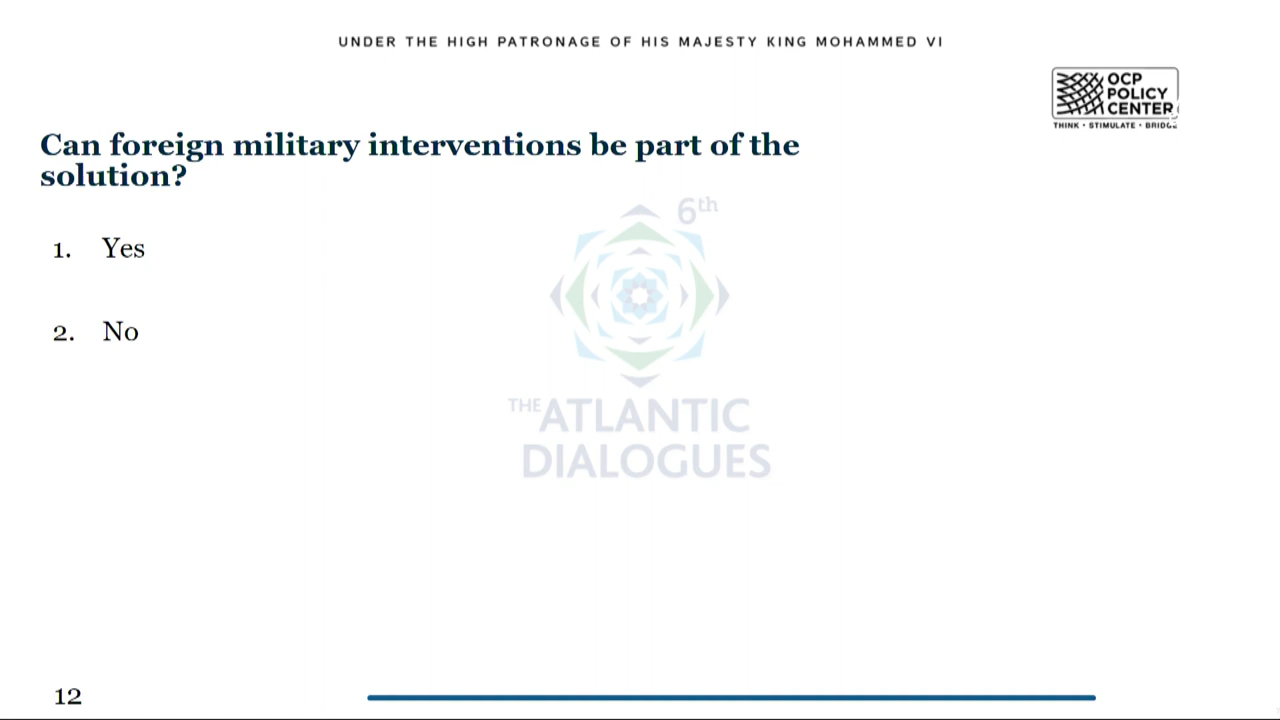 UNDER THE HIGH PATRONAGE OF HIS MAJESTY KING MOHAMMED VI
OCP
POLICY
CENTER
THINK • STIMULATE • BRIDGE
Can foreign military interventions be part of the
solution?
6th
1. Yes
2. No
THE ATLANTIC
DIALOGUES
12